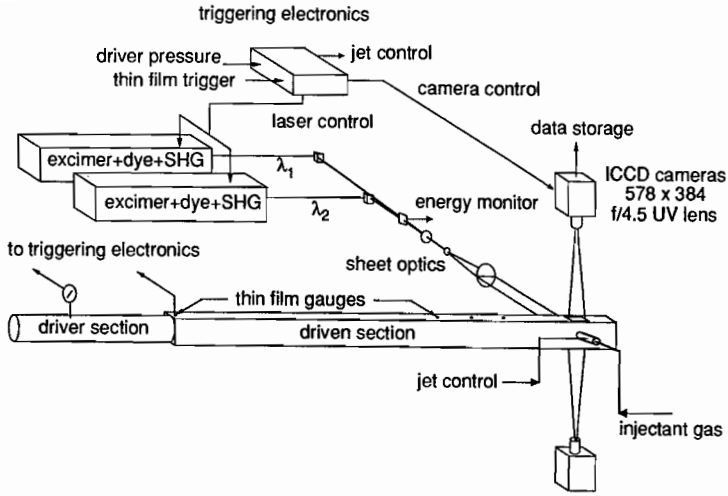 triggering electronics
driver pressure
thin film trigger
jet control
camera control
laser control
data storage
excimer+dye+SHG
λ1
excimer+dye+SHG
λ2
ICCD cameras
578 x 384
f/4.5 UV lens
energy monitor
to triggering electronics
sheet optics
thin film gauges
driver section
driven section
jet control
injectant gas